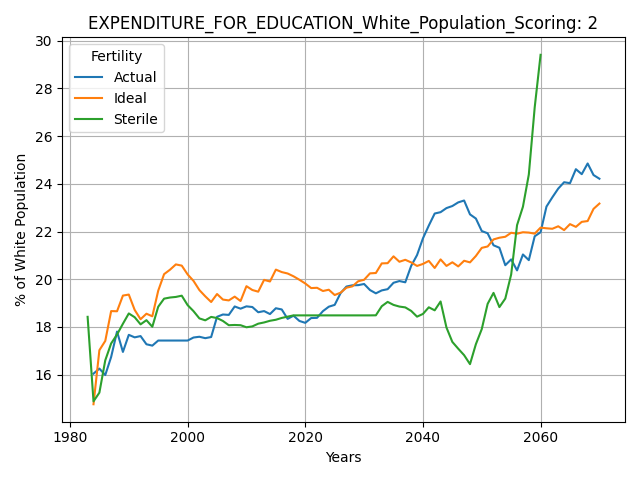 EXPENDITURE_FOR_EDUCATION_White_Population_Scoring: 2
Fertility
Actual
Ideal
Sterile
% of White Population
30
28
26
24
22
20
18
16
1980
2000
2020
2040
2060
Years